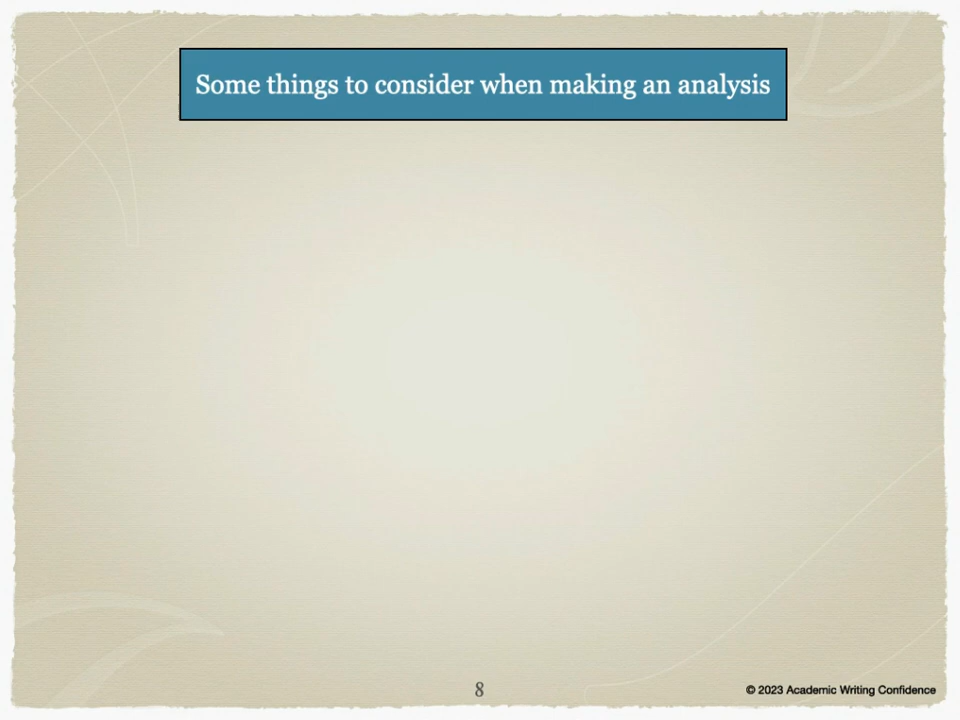 Some things to consider when making an analysis
8
© 2023 Academic Writing Confidence